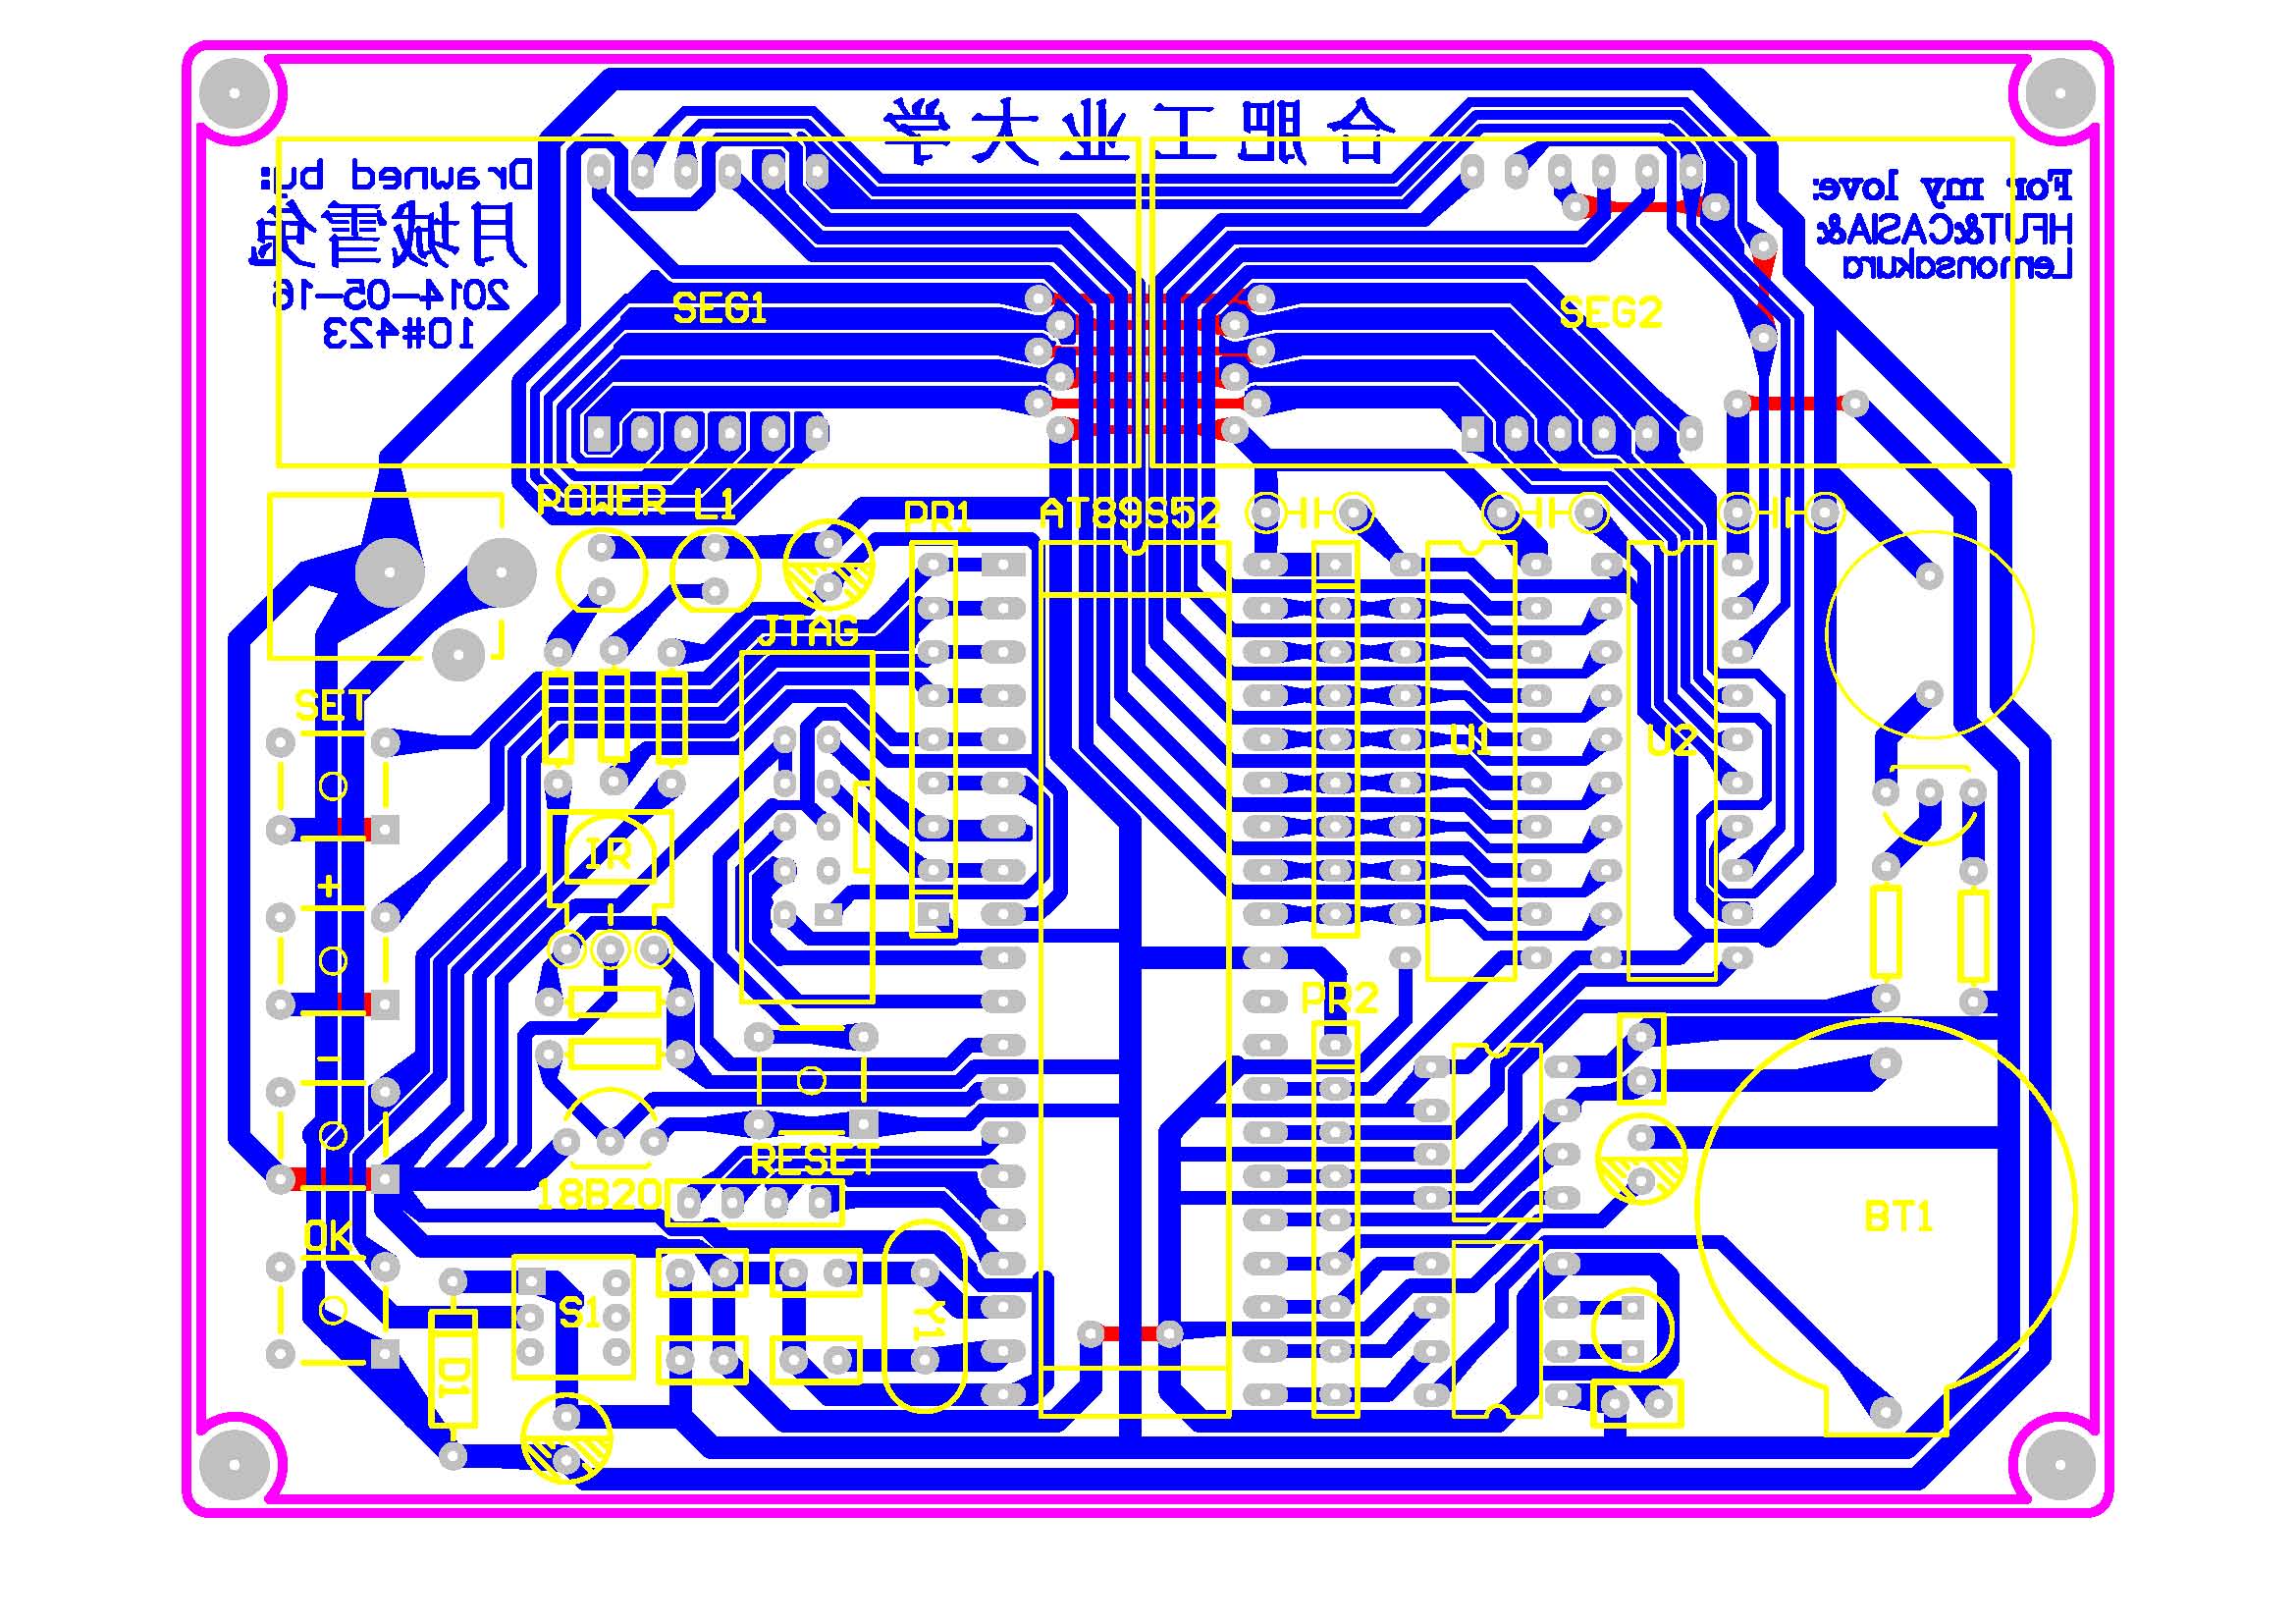 合肥工业大学
Drawned by:
月城雪兔
2014-05-16
10#423
For my love:
HFUT&CASIA&
Lemonsakura
SEG1
SEG2
POWER
L1
PR1
AT89S52
JTAG
SET
U1
U2
IR
+
PR2
-
RESET
18B20
BT1
OK
S1
Y1
D1